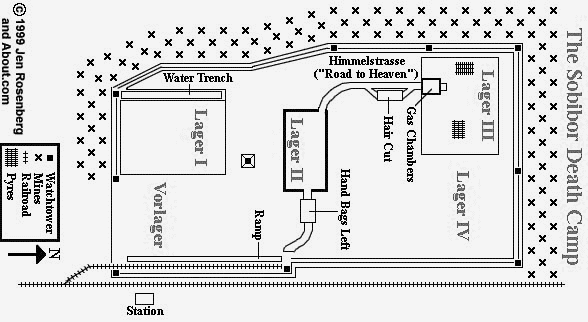 The Sobibor Death Camp
© 1999 Jen Rosenberg
and About.com
Himmelstrasse
("Road to Heaven")
Water Trench
Gas Chambers
Hair Cut
Lager III
Lager I
Lager II
Lager IV
Vorlager
Hand Bags Left
Ramp
Station
Watchtower
Mines
Railroad
Pyres
N